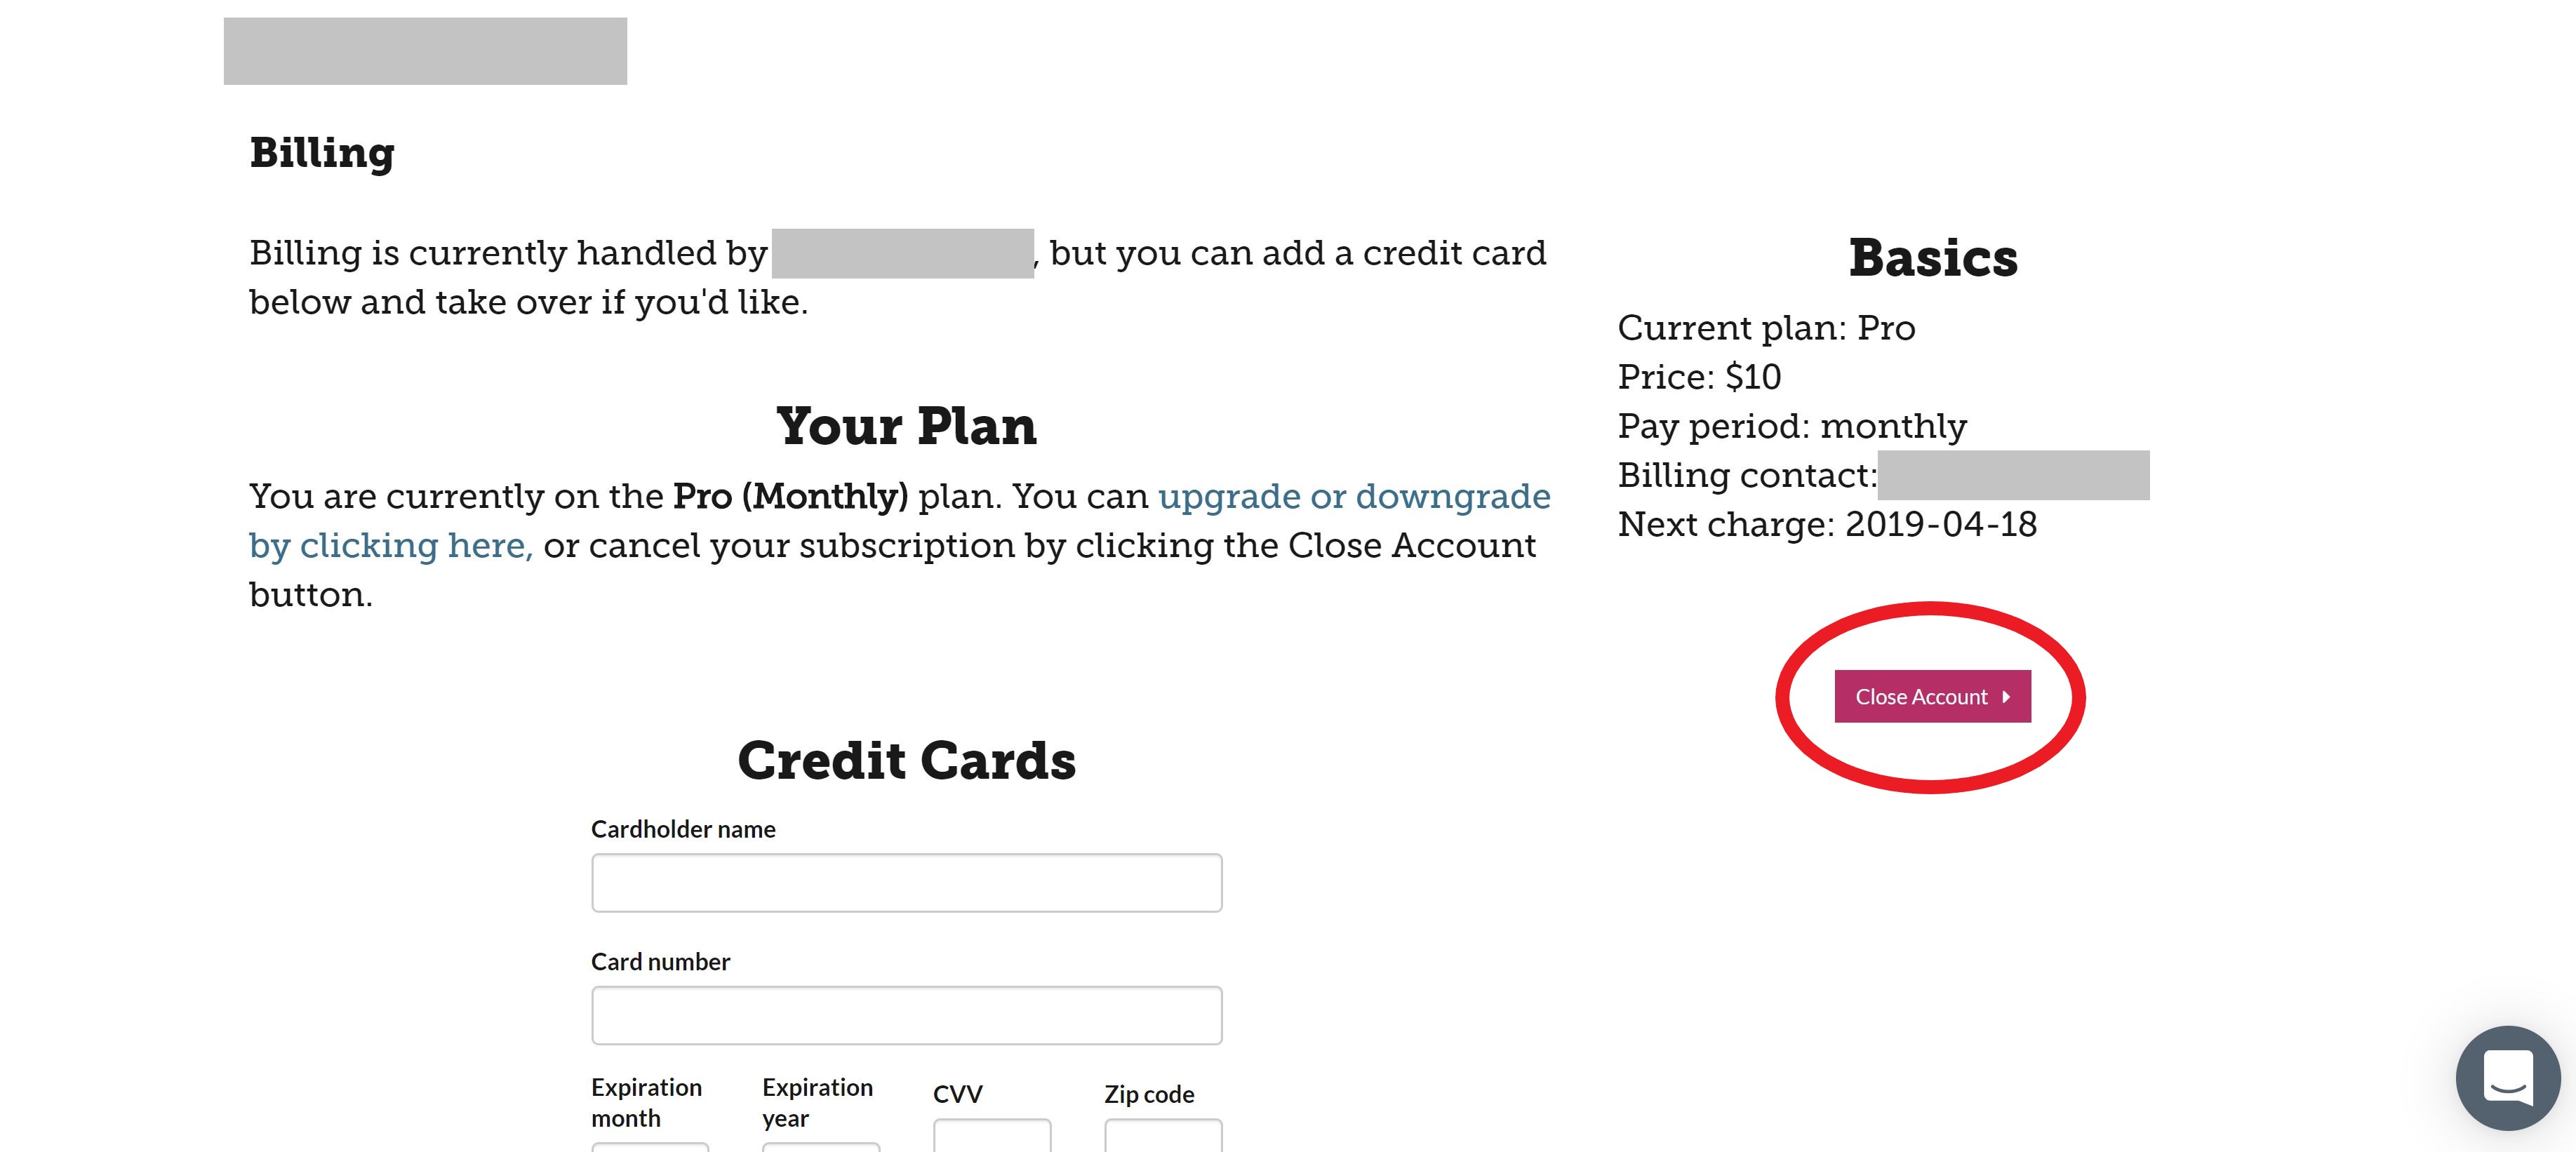 Billing
Billing is currently handled by , but you can add a credit card
below and take over if you'd like.
Your Plan
You are currently on the Pro (Monthly) plan. You can upgrade or downgrade
by clicking here, or cancel your subscription by clicking the Close Account
button.
Basics
Current plan: Pro
Price: $10
Pay period: monthly
Billing contact:
Next charge: 2019-04-18
Close Account
Credit Cards
Cardholder name
Card number
Expiration
month
Expiration
year
CVV
Zip code